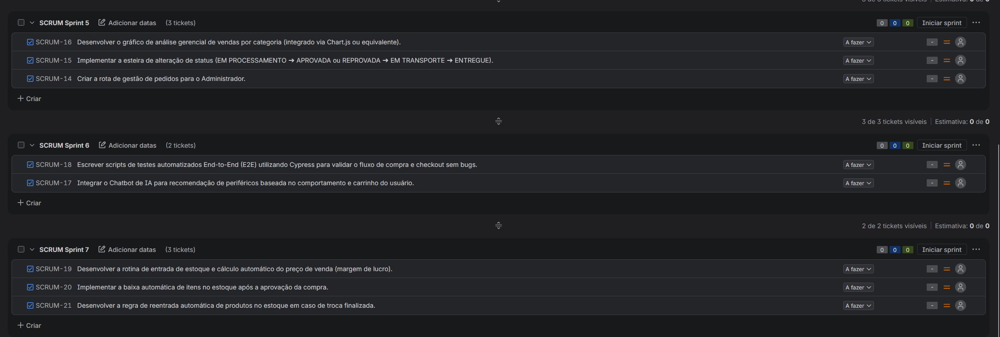 3 de 3 tickets visíveis Estimativa: 0 de 0
SCRUM Sprint 5 Adicionar datas (3 tickets) 0 0 0 Iniciar sprint
SCRUM-16 Desenvolver o gráfico de análise gerencial de vendas por categoria (integrado via Chart.js ou equivalente). A fazer -
SCRUM-15 Implementar a esteira de alteração de status (EM PROCESSAMENTO → APROVADA ou REPROVADA → EM TRANSPORTE → ENTREGUE). A fazer -
SCRUM-14 Criar a rota de gestão de pedidos para o Administrador. A fazer -
+ Criar
3 de 3 tickets visíveis Estimativa: 0 de 0
SCRUM Sprint 6 Adicionar datas (2 tickets) 0 0 0 Iniciar sprint
SCRUM-18 Escrever scripts de testes automatizados End-to-End (E2E) utilizando Cypress para validar o fluxo de compra e checkout sem bugs. A fazer -
SCRUM-17 Integrar o Chatbot de IA para recomendação de periféricos baseada no comportamento e carrinho do usuário. A fazer -
+ Criar
2 de 2 tickets visíveis Estimativa: 0 de 0
SCRUM Sprint 7 Adicionar datas (3 tickets) 0 0 0 Iniciar sprint
SCRUM-19 Desenvolver a rotina de entrada de estoque e cálculo automático do preço de venda (margem de lucro). A fazer -
SCRUM-20 Implementar a baixa automática de itens no estoque após a aprovação da compra. A fazer -
SCRUM-21 Desenvolver a regra de reentrada automática de produtos no estoque em caso de troca finalizada. A fazer -
+ Criar